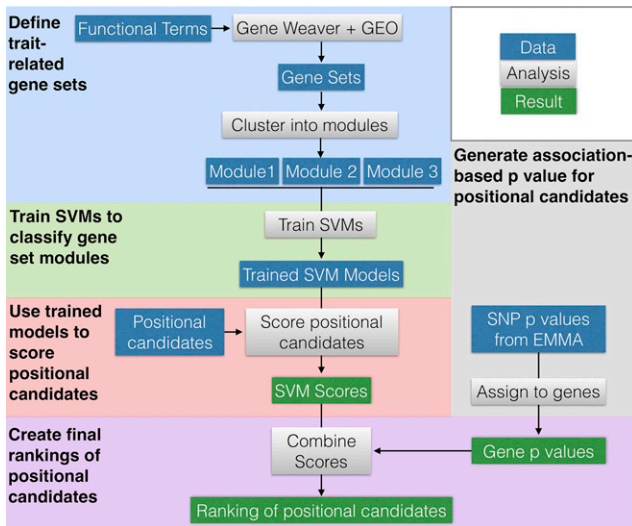 Define
trait-
related
gene sets
Functional Terms
Gene Weaver + GEO
Gene Sets
Cluster into modules
Module1
Module 2
Module 3
Data
Analysis
Result
Generate association-
based p value for
positional candidates
Train SVMs to
classify gene
set modules
Train SVMs
Trained SVM Models
Use trained
models to
score
positional
candidates
Positional
candidates
Score positional
candidates
SVM Scores
SNP p values
from EMMA
Assign to genes
Create final
rankings of
positional
candidates
Combine
Scores
Gene p values
Ranking of positional candidates